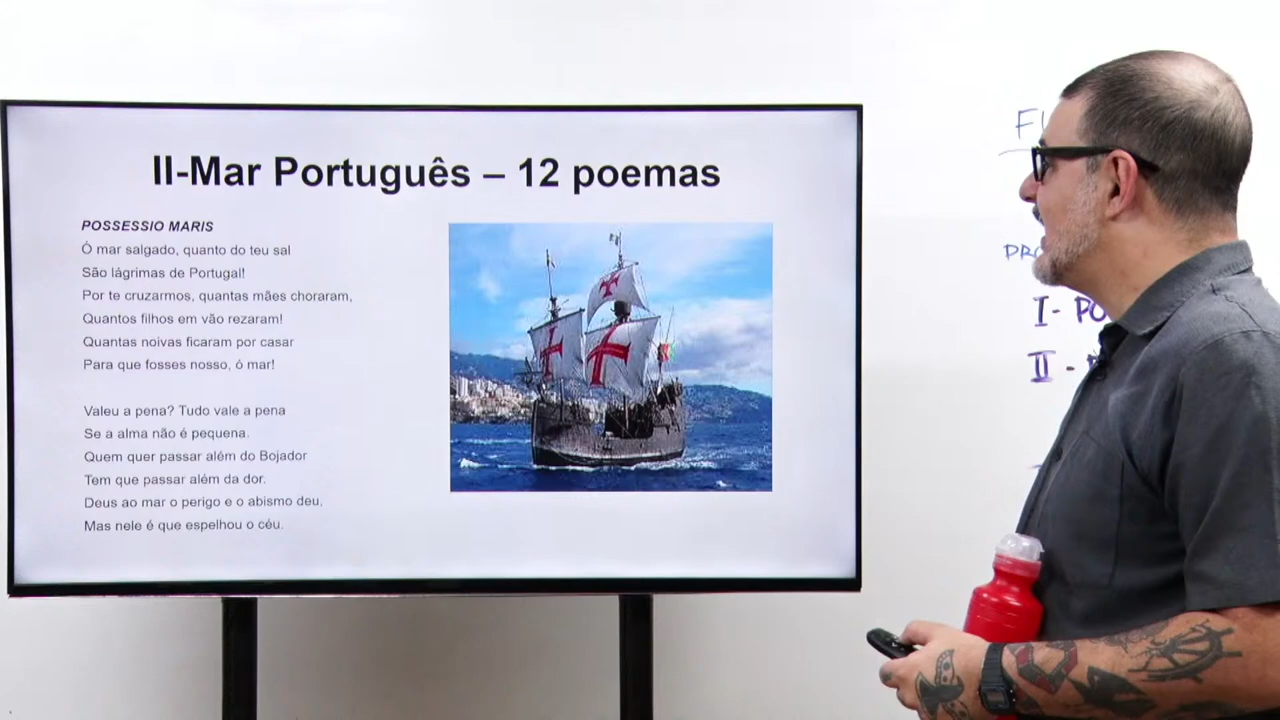 II-Mar Português – 12 poemas
POSSESSIO MARIS
Ó mar salgado, quanto do teu sal
São lágrimas de Portugal!
Por te cruzarmos, quantas mães choraram,
Quantos filhos em vão rezaram!
Quantas noivas ficaram por casar
Para que fosses nosso, ó mar!
Valeu a pena? Tudo vale a pena
Se a alma não é pequena.
Quem quer passar além do Bojador
Tem que passar além da dor.
Deus ao mar o perigo e o abismo deu,
Mas nele é que espelhou o céu.
I-
II -